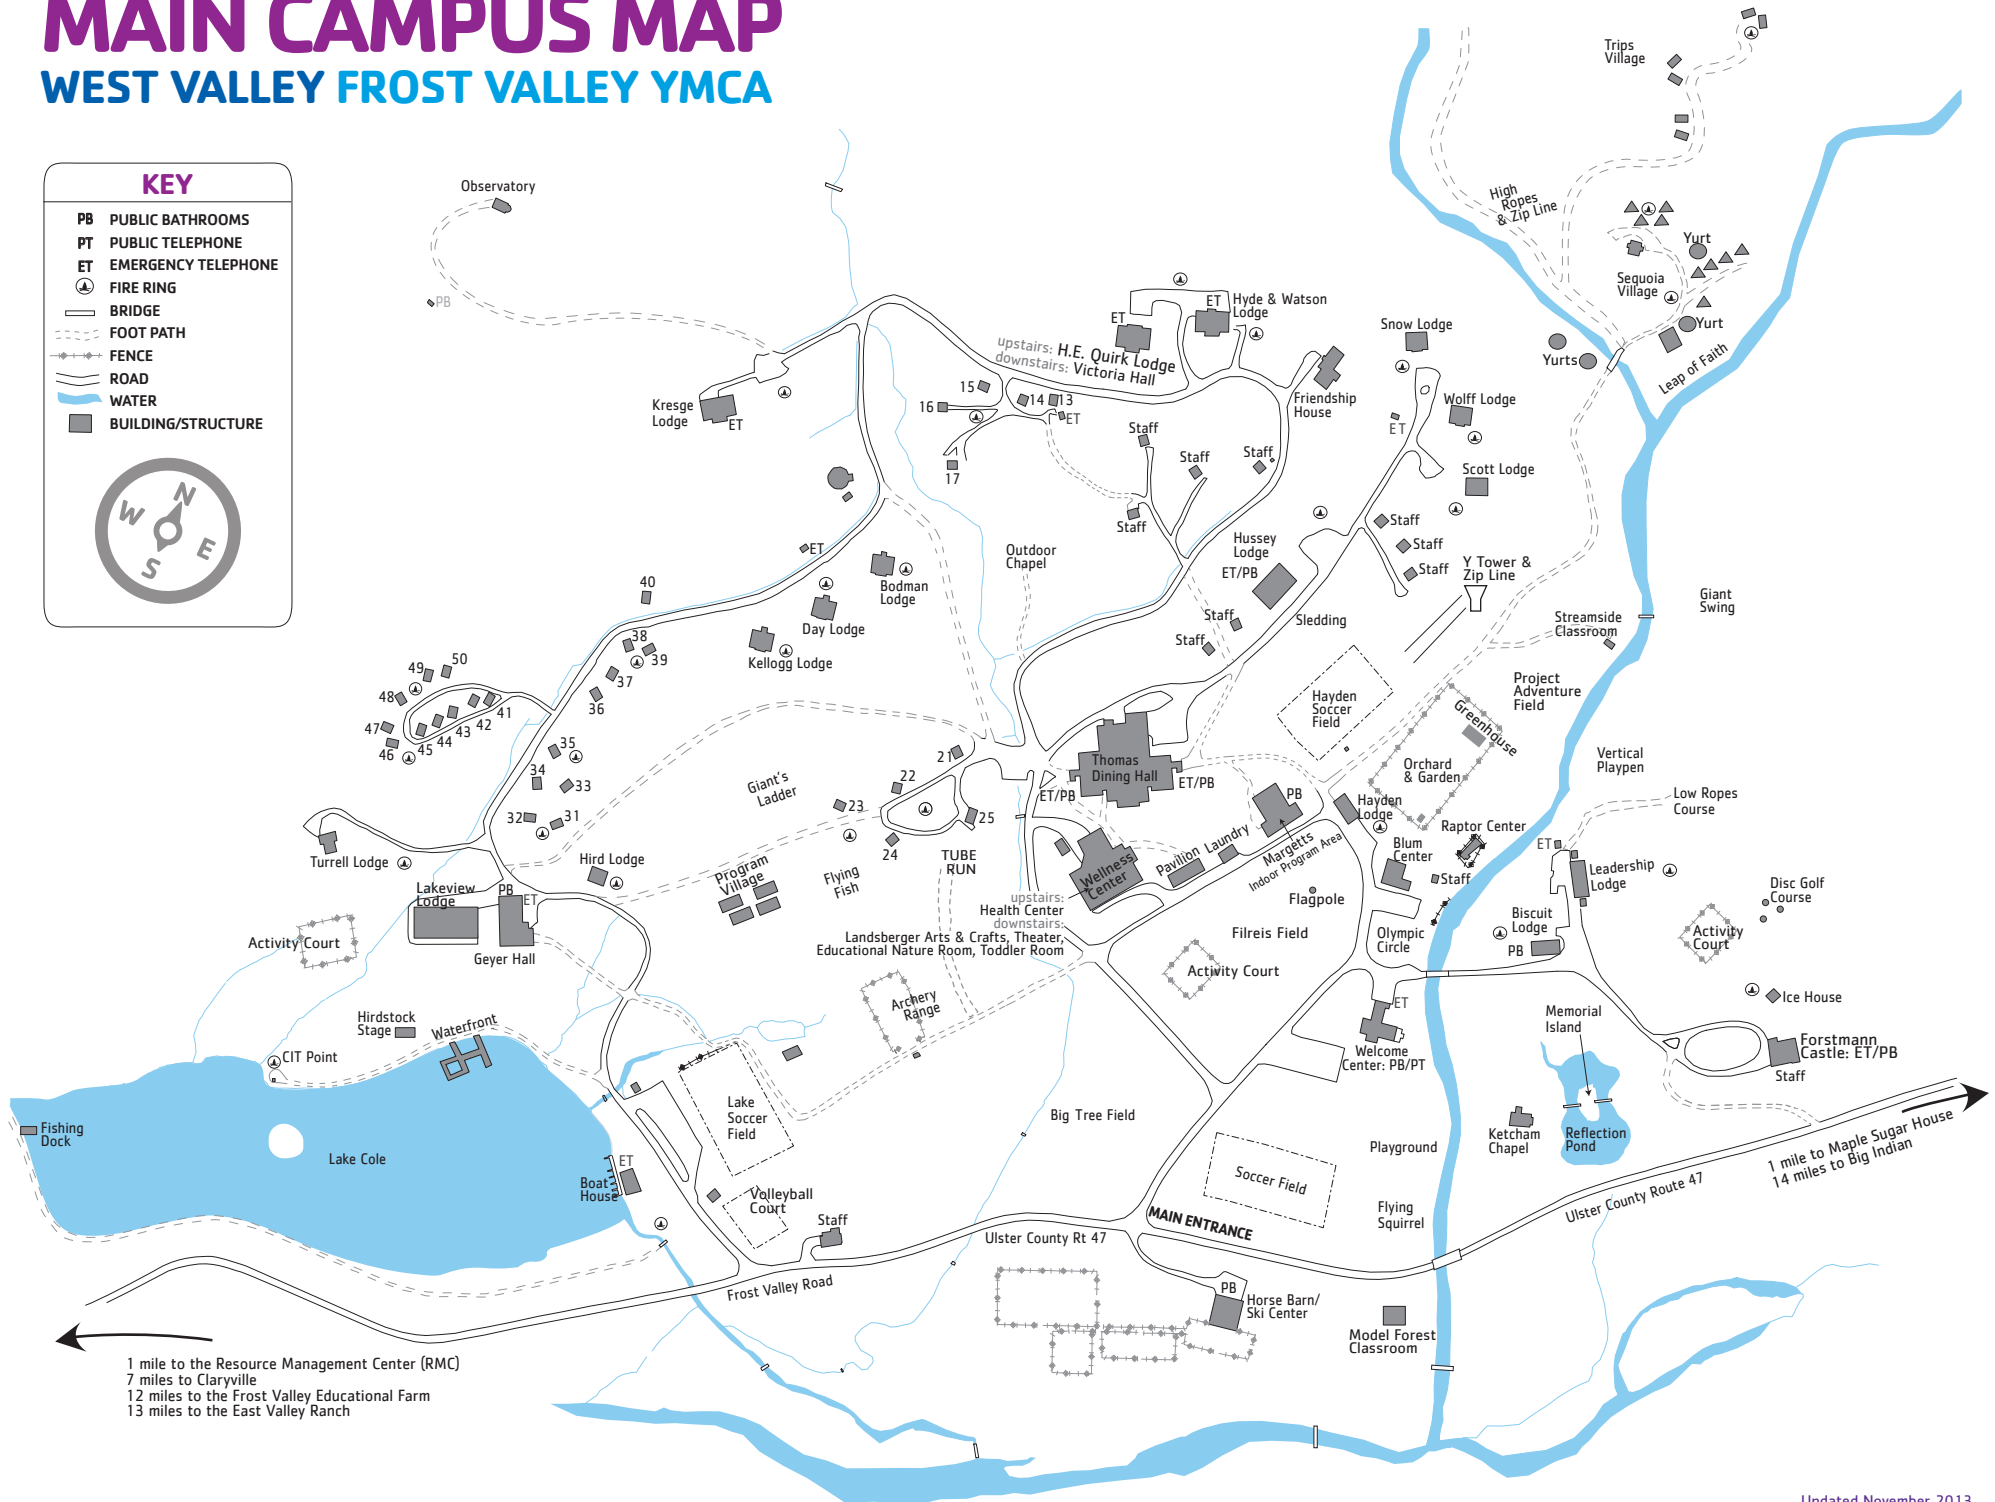 MAIN CAMPUS MAP
WEST VALLEY FROST VALLEY YMCA
KEY
PB PUBLIC BATHROOMS
PT PUBLIC TELEPHONE
ET EMERGENCY TELEPHONE
FIRE RING
BRIDGE
FOOT PATH
FENCE
ROAD
WATER
BUILDING/STRUCTURE
N
W
E
S
Observatory
PB
Kresge
Lodge
ET
Trips
Village
High
Ropes
& Zip Line
Yurt
Sequoia
Village
Yurt
Yurts
Leap of Faith
ET
ET
Hyde & Watson
Lodge
upstairs: H.E. Quirk Lodge
downstairs: Victoria Hall
Snow Lodge
Friendship
House
Wolff Lodge
ET
Scott Lodge
15
16
14
13
ET
17
Staff
Staff
Staff
Staff
Staff
Staff
Staff
Hussey
Lodge
ET/PB
Y Tower &
Zip Line
Outdoor
Chapel
Staff
Staff
Sledding
Streamside
Classroom
Giant
Swing
ET
Bodman
Lodge
Day Lodge
Kellogg Lodge
40
38
39
37
36
50
49
48
47
46
45
44
43
42
41
35
34
33
32
31
Hayden
Soccer
Field
Project
Adventure
Field
Greenhouse
Orchard
& Garden
Vertical
Playpen
Low Ropes
Course
Thomas
Dining Hall
ET/PB
ET/PB
21
22
23
24
25
Giant's
Ladder
TUBE
RUN
Flying
Fish
Program
Village
PB
Hayden
Lodge
Raptor Center
Blum
Center
Staff
ET
Leadership
Lodge
Disc Golf
Course
Pavilion
Laundry
Margetts
Indoor Program Area
Wellness
Center
upstairs:
Health Center
downstairs:
Landsberger Arts & Crafts, Theater,
Educational Nature Room, Toddler Room
Flagpole
Filreis Field
Olympic
Circle
Biscuit
Lodge
PB
Activity
Court
Activity Court
Ice House
Turrell Lodge
Hird Lodge
Lakeview
Lodge
PB
ET
Geyer Hall
Activity Court
Archery
Range
Hirdstock
Stage
Waterfront
CIT Point
ET
Welcome
Center: PB/PT
Memorial
Island
Forstmann
Castle: ET/PB
Staff
Fishing
Dock
Lake Cole
Lake
Soccer
Field
Big Tree Field
Playground
Ketcham
Chapel
Reflection
Pond
1 mile to Maple Sugar House
14 miles to Big Indian
ET
Boat
House
Volleyball
Court
Staff
Soccer Field
Flying
Squirrel
Ulster County Route 47
MAIN ENTRANCE
Ulster County Rt 47
Frost Valley Road
PB
Horse Barn/
Ski Center
Model Forest
Classroom
1 mile to the Resource Management Center (RMC)
7 miles to Claryville
12 miles to the Frost Valley Educational Farm
13 miles to the East Valley Ranch
Updated November 2013